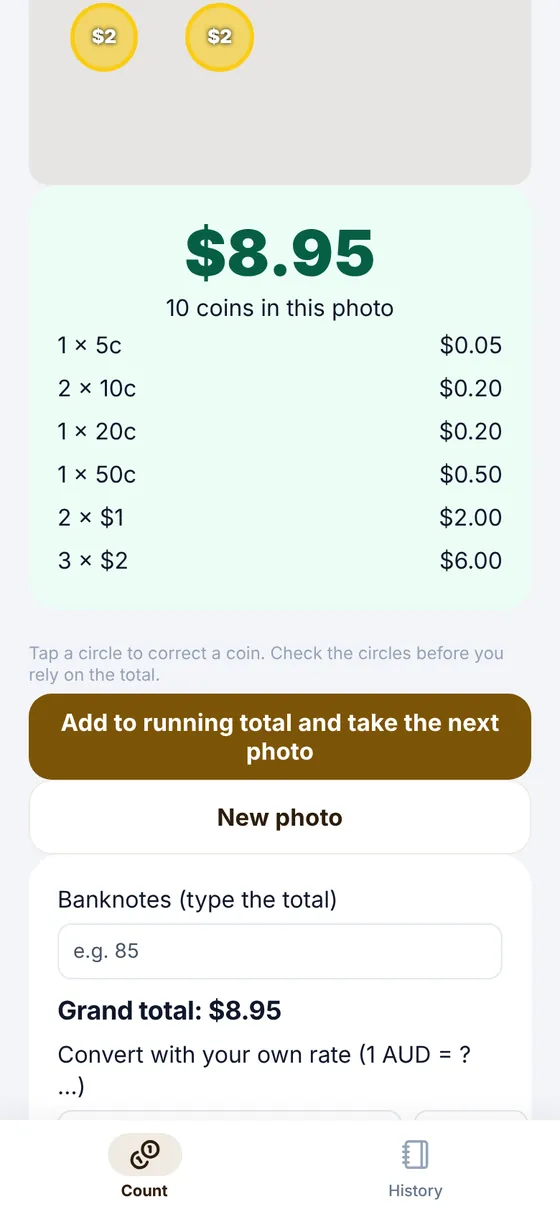 $2 $2
$8.95
10 coins in this photo
1 × 5c $0.05
2 × 10c $0.20
1 × 20c $0.20
1 × 50c $0.50
2 × $1 $2.00
3 × $2 $6.00
Tap a circle to correct a coin. Check the circles before you
rely on the total.
Add to running total and take the next
photo
New photo
Banknotes (type the total)
e.g. 85
Grand total: $8.95
Convert with your own rate (1 AUD = ?
…)
Count History